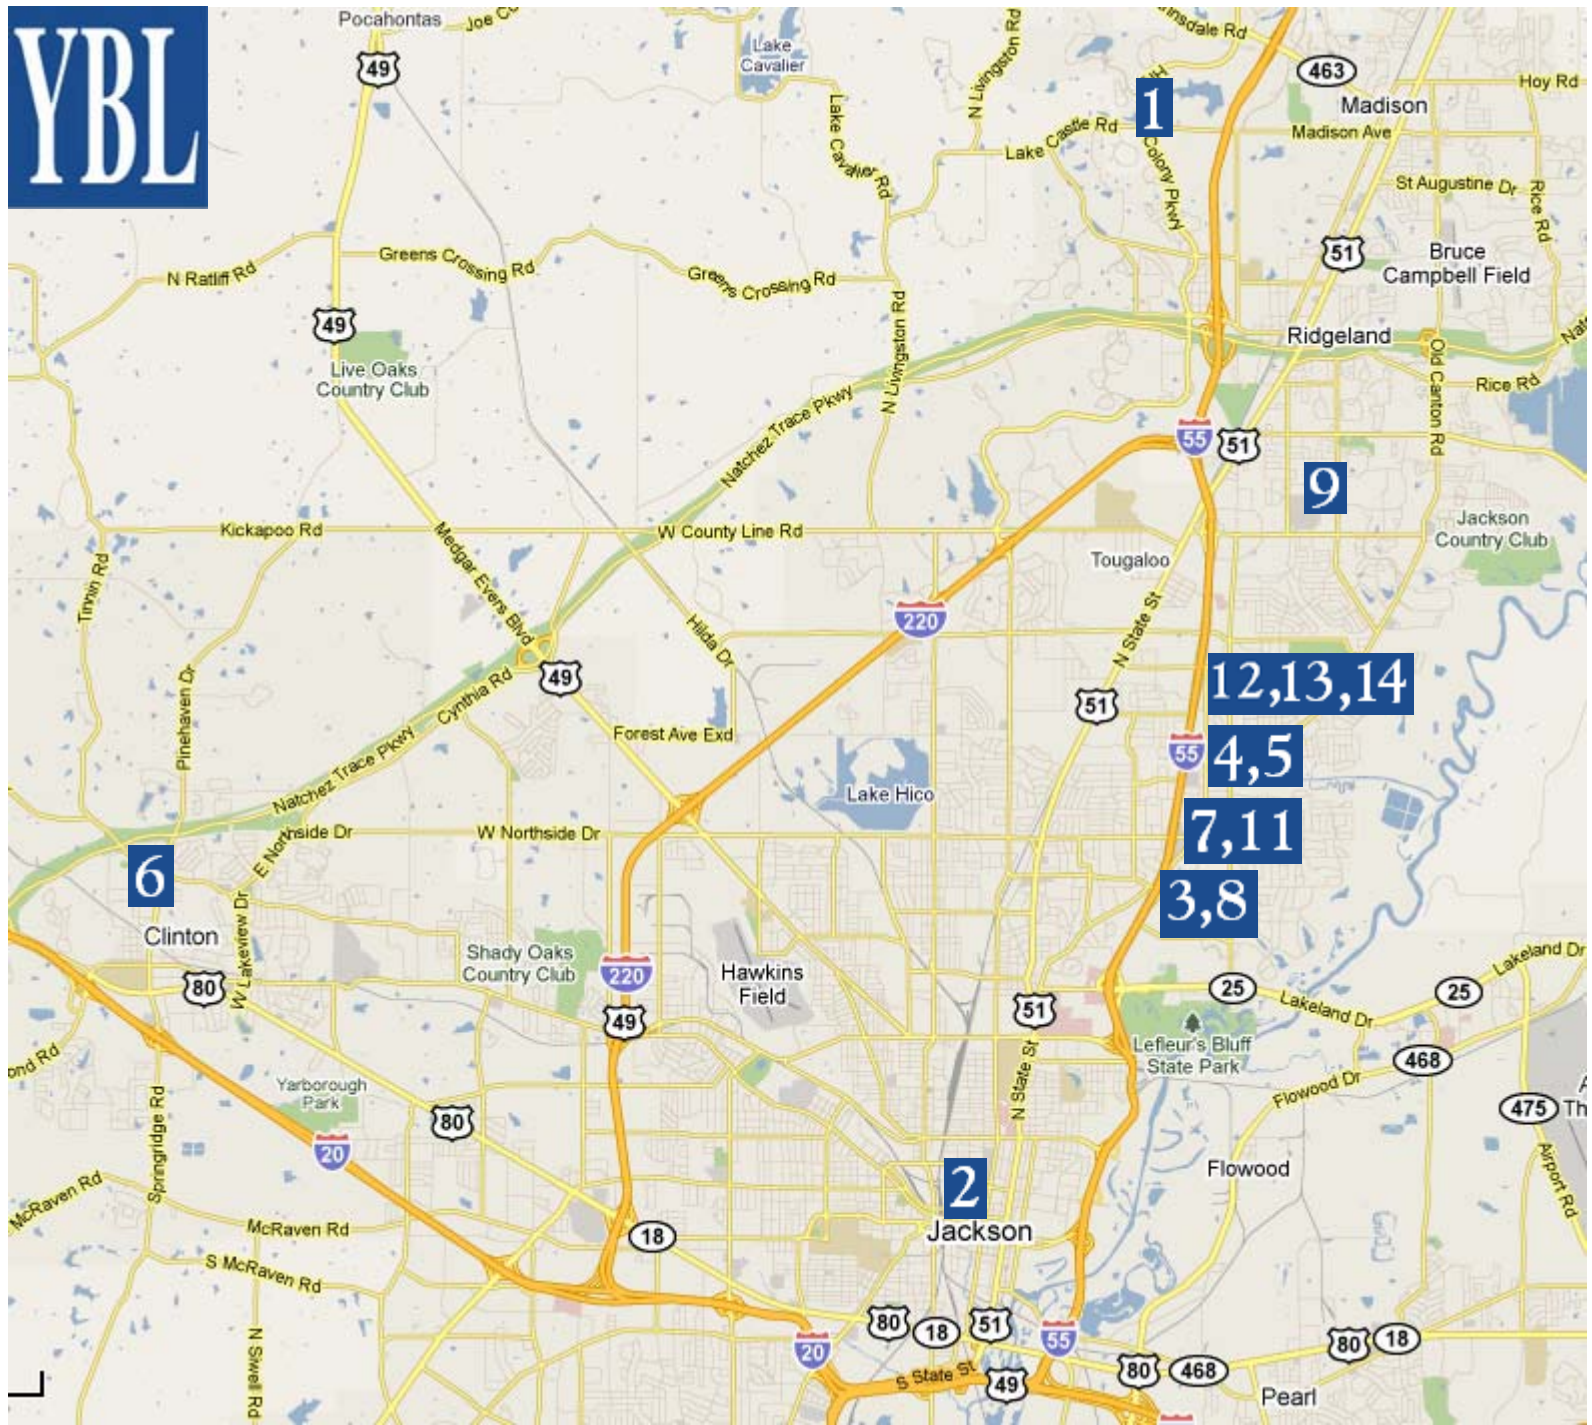 YBL
Pocahontas
Joe
49
Lake
Cavalier
N Livingston Rd
nnsdale Rd
463
Hoy Rd
Madison
1
Madison Ave
Lake Castle Rd
Lake Cavalier Rd
Colony Pkwy
St Augustine Dr
Rice Rd
51
Bruce
Campbell Field
Greens Crossing Rd
N Ratliff Rd
Greens Crossing Rd
49
N Livingston Rd
Ridgeland
Live Oaks
Country Club
Old Canton Rd
Rice Rd
Natchez Trace Pkwy
55
51
9
Kickapoo Rd
Medgar Evers Blvd
W County Line Rd
Jackson
Country Club
Tougaloo
Tinnin Rd
220
Hilda Dr
N State St
49
12,13,14
Pinehaven Dr
Cynthia Rd
51
Forest Ave Exd
55
4,5
Natchez Trace Pkwy
Lake Hico
E Northside Dr
W Northside Dr
7,11
6
3,8
Clinton
W Lakeview Dr
Shady Oaks
Country Club
220
Hawkins
Field
80
25
Lakeland Dr
25
Lakeland Dr
49
51
Lefleur's Bluff
State Park
468
ond Rd
Yarborough
Park
N State St
Flowood Dr
475
Th
80
20
Springridge Rd
Flowood
Airport Rd
2
McRaven Rd
McRaven Rd
18
Jackson
S McRaven Rd
N Siwell Rd
80
18
51
55
20
80
18
S State St
49
80
468
Pearl